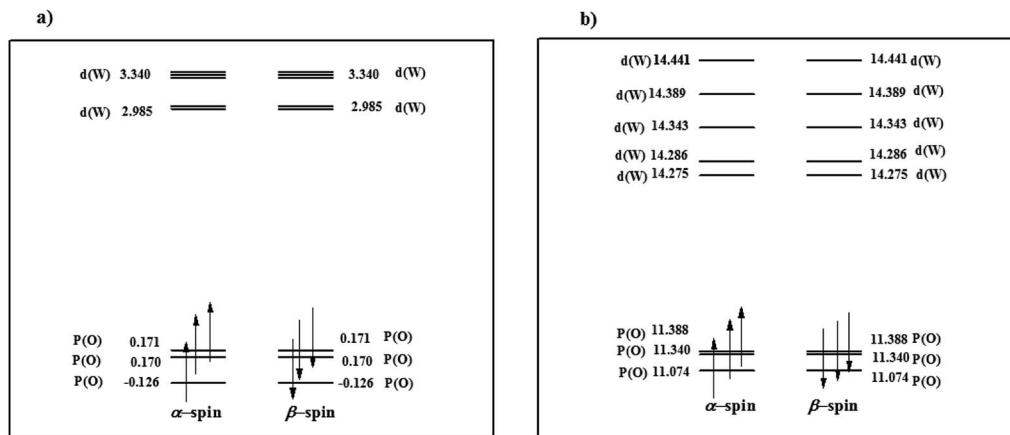 a)
d(W) 3.340 3.340 d(W)
d(W) 2.985 2.985 d(W)
P(O) 0.171 0.171 P(O)
P(O) 0.170 0.170 P(O)
P(O) -0.126 -0.126 P(O)
α-spin β-spin
b)
d(W) 14.441 14.441 d(W)
d(W) 14.389 14.389 d(W)
d(W) 14.343 14.343 d(W)
d(W) 14.286 14.286 d(W)
d(W) 14.275 14.275 d(W)
P(O) 11.388 11.388 P(O)
P(O) 11.340 11.340 P(O)
P(O) 11.074 11.074 P(O)
α-spin β-spin